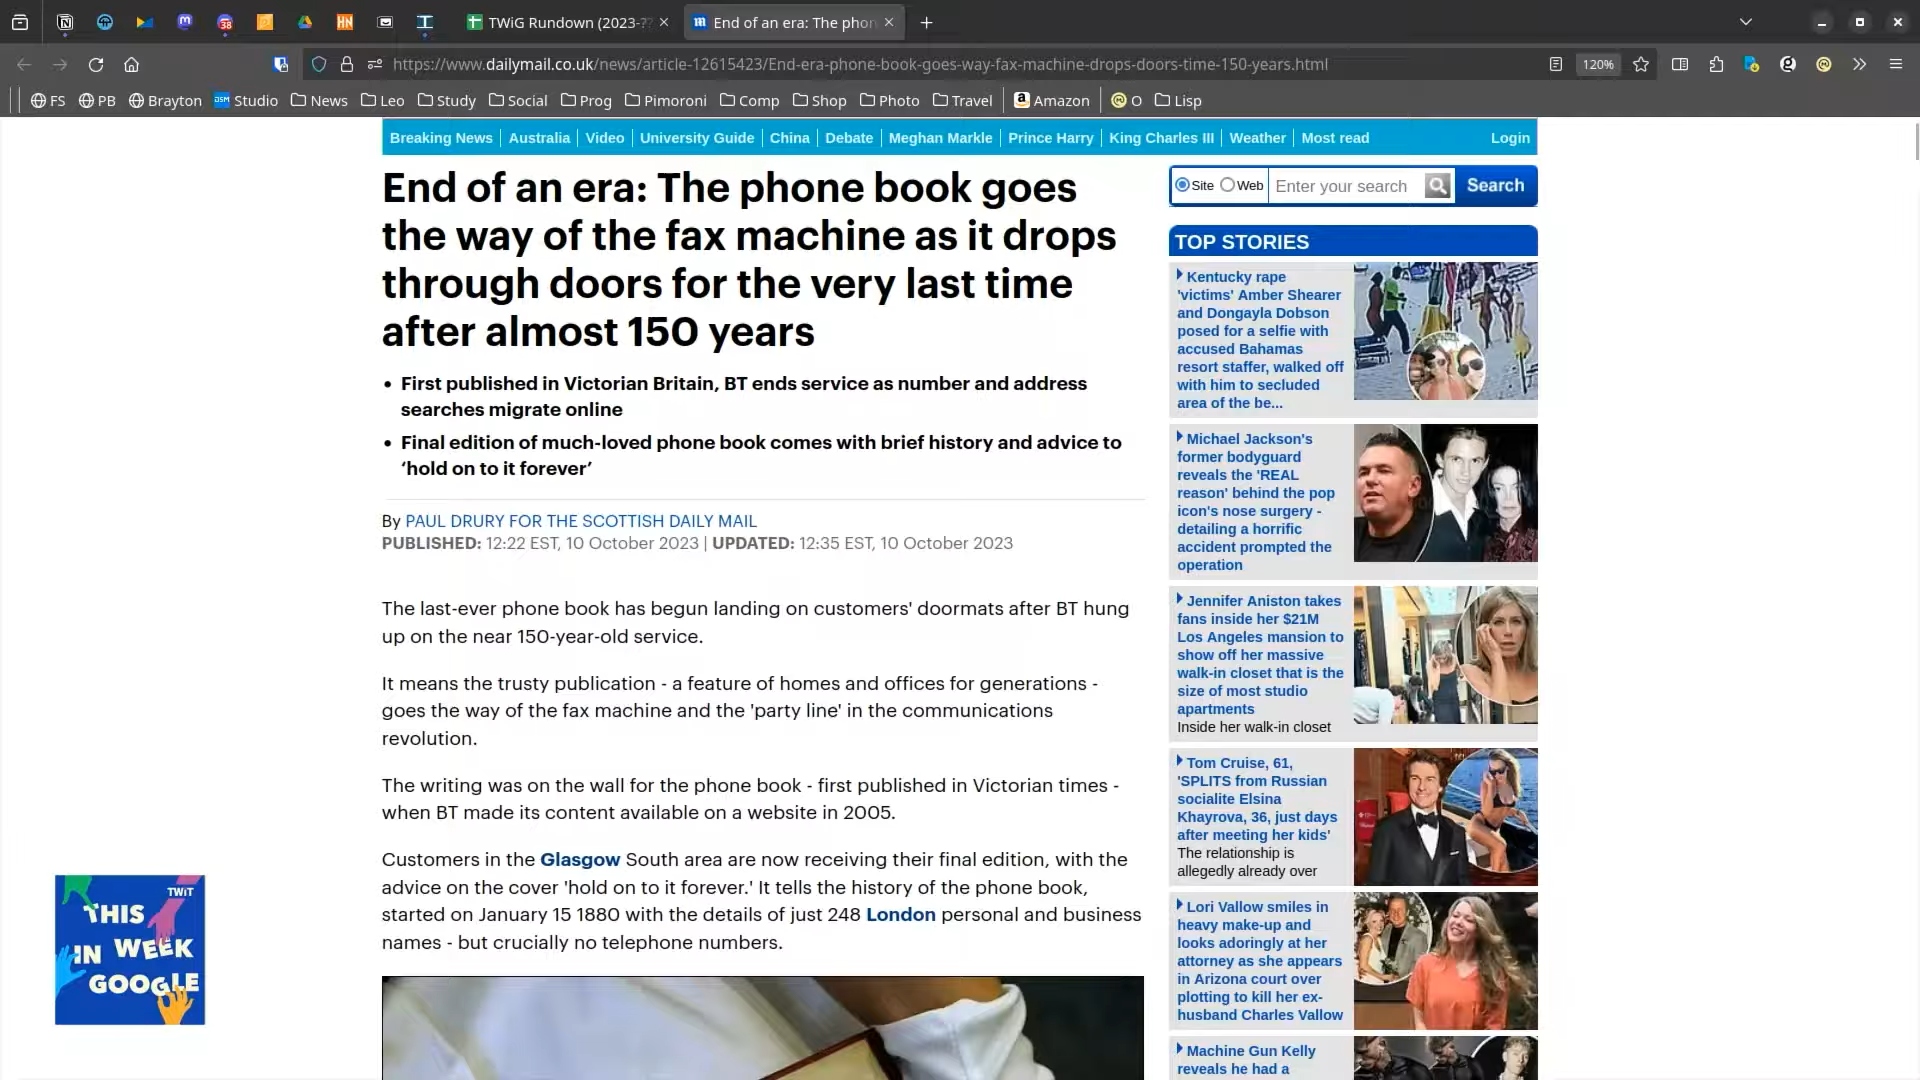 TWiG Rundown (2023-??
End of an era: The phon
https://www.dailymail.co.uk/news/article-12615423/End-era-phone-book-goes-way-fax-machine-drops-doors-time-150-years.html
120%
FS PB Brayton Studio News Leo Study Social Prog Pimoroni Comp Shop Photo Travel Amazon O Lisp
Breaking News Australia Video University Guide China Debate Meghan Markle Prince Harry King Charles III Weather Most read Login
End of an era: The phone book goes
the way of the fax machine as it drops
through doors for the very last time
after almost 150 years
• First published in Victorian Britain, BT ends service as number and address
searches migrate online
• Final edition of much-loved phone book comes with brief history and advice to
‘hold on to it forever’
By PAUL DRURY FOR THE SCOTTISH DAILY MAIL
PUBLISHED: 12:22 EST, 10 October 2023 | UPDATED: 12:35 EST, 10 October 2023
The last-ever phone book has begun landing on customers' doormats after BT hung
up on the near 150-year-old service.
It means the trusty publication - a feature of homes and offices for generations -
goes the way of the fax machine and the 'party line' in the communications
revolution.
The writing was on the wall for the phone book - first published in Victorian times -
when BT made its content available on a website in 2005.
Customers in the Glasgow South area are now receiving their final edition, with the
advice on the cover 'hold on to it forever.' It tells the history of the phone book,
started on January 15 1880 with the details of just 248 London personal and business
names - but crucially no telephone numbers.
Site Web Enter your search Search
TOP STORIES
Kentucky rape
'victims' Amber Shearer
and Dongayla Dobson
posed for a selfie with
accused Bahamas
resort staffer, walked off
with him to secluded
area of the be...
Michael Jackson's
former bodyguard
reveals the 'REAL
reason' behind the pop
icon's nose surgery -
detailing a horrific
accident prompted the
operation
Jennifer Aniston takes
fans inside her $21M
Los Angeles mansion to
show off her massive
walk-in closet that is the
size of most studio
apartments
Inside her walk-in closet
Tom Cruise, 61,
'SPLITS from Russian
socialite Elsina
Khayrova, 36, just days
after meeting her kids'
The relationship is
allegedly already over
Lori Vallow smiles in
heavy make-up and
looks adoringly at her
attorney as she appears
in Arizona court over
plotting to kill her ex-
husband Charles Vallow
Machine Gun Kelly
reveals he had a
TWiT
THIS
IN WEEK
GOOGLE